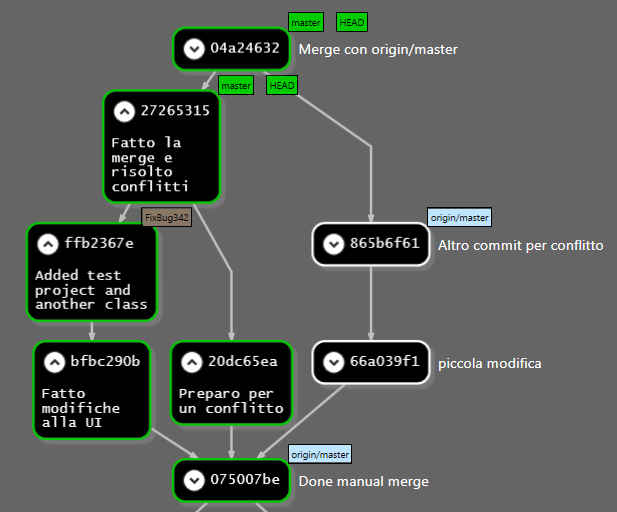 master HEAD
04a24632 Merge con origin/master
master HEAD
27265315
Fatto la
merge e
risolto
conflitti
FixBug342
origin/master
ffb2367e
865b6f61 Altro commit per conflitto
Added test
project and
another class
bfbc290b
20dc65ea
66a039f1 piccola modifica
Fatto
modifiche
alla UI
Preparo per
un conflitto
origin/master
075007be Done manual merge